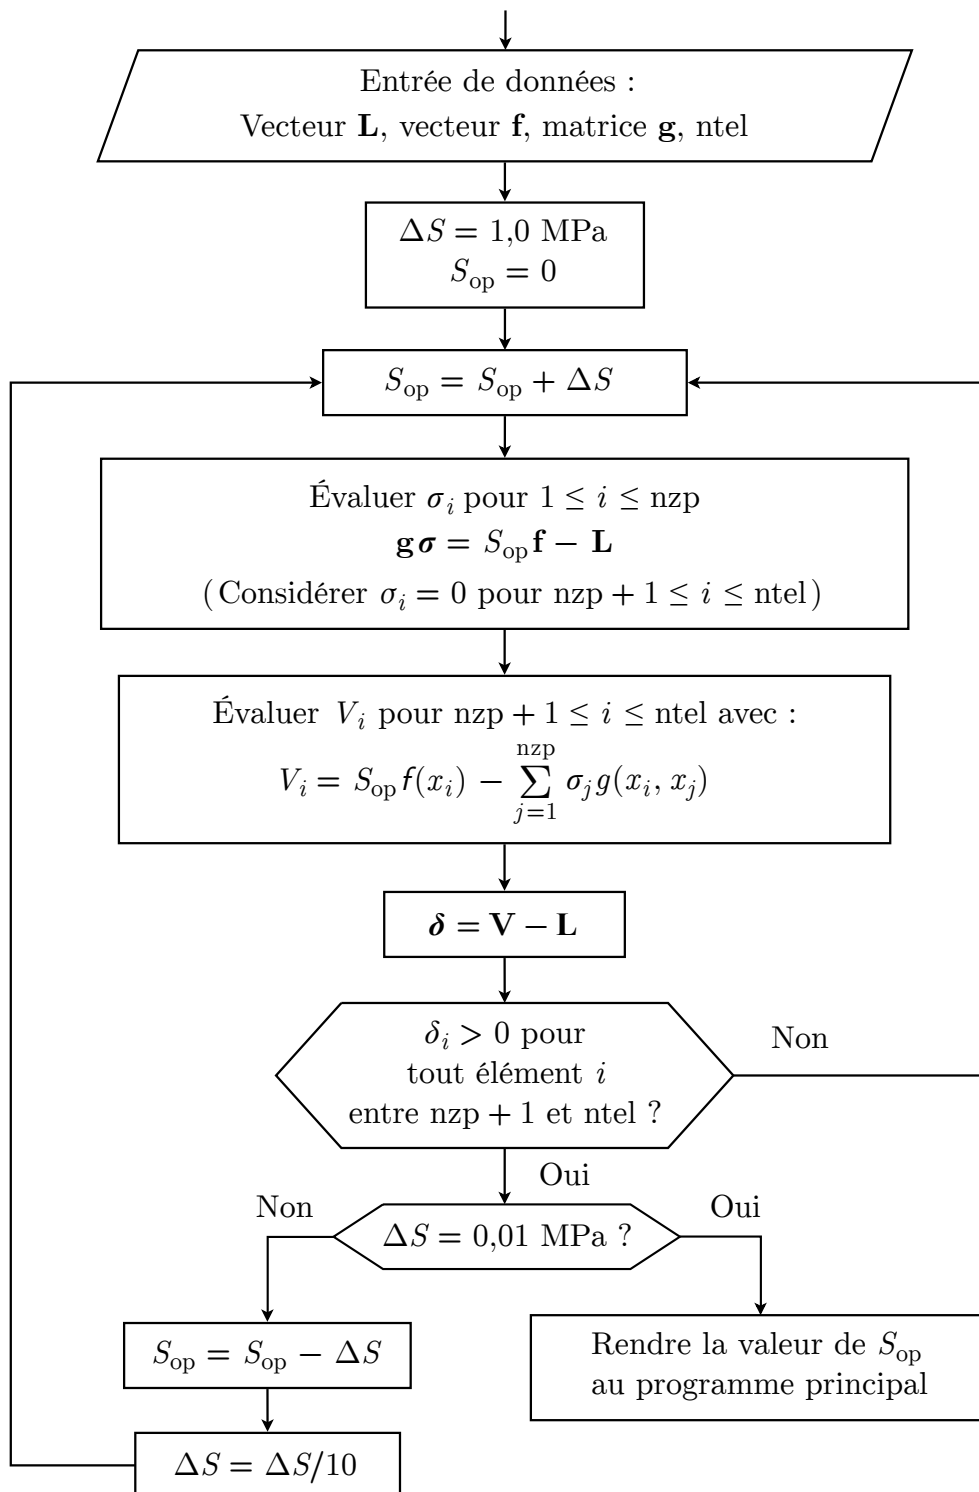 Entrée de données :
Vecteur L, vecteur f, matrice g, ntel
ΔS = 1,0 MPa
S_op = 0
S_op = S_op + ΔS
Évaluer σ_i pour 1 ≤ i ≤ nzp
gσ = S_op f − L
(Considérer σ_i = 0 pour nzp + 1 ≤ i ≤ ntel)
Évaluer V_i pour nzp + 1 ≤ i ≤ ntel avec :
V_i = S_op f(x_i) − ∑_{j=1}^{nzp} σ_j g(x_i, x_j)
δ = V − L
δ_i > 0 pour
tout élément i
entre nzp + 1 et ntel ?
Non
Oui
Non
ΔS = 0,01 MPa ?
Oui
S_op = S_op − ΔS
ΔS = ΔS/10
Rendre la valeur de S_op
au programme principal